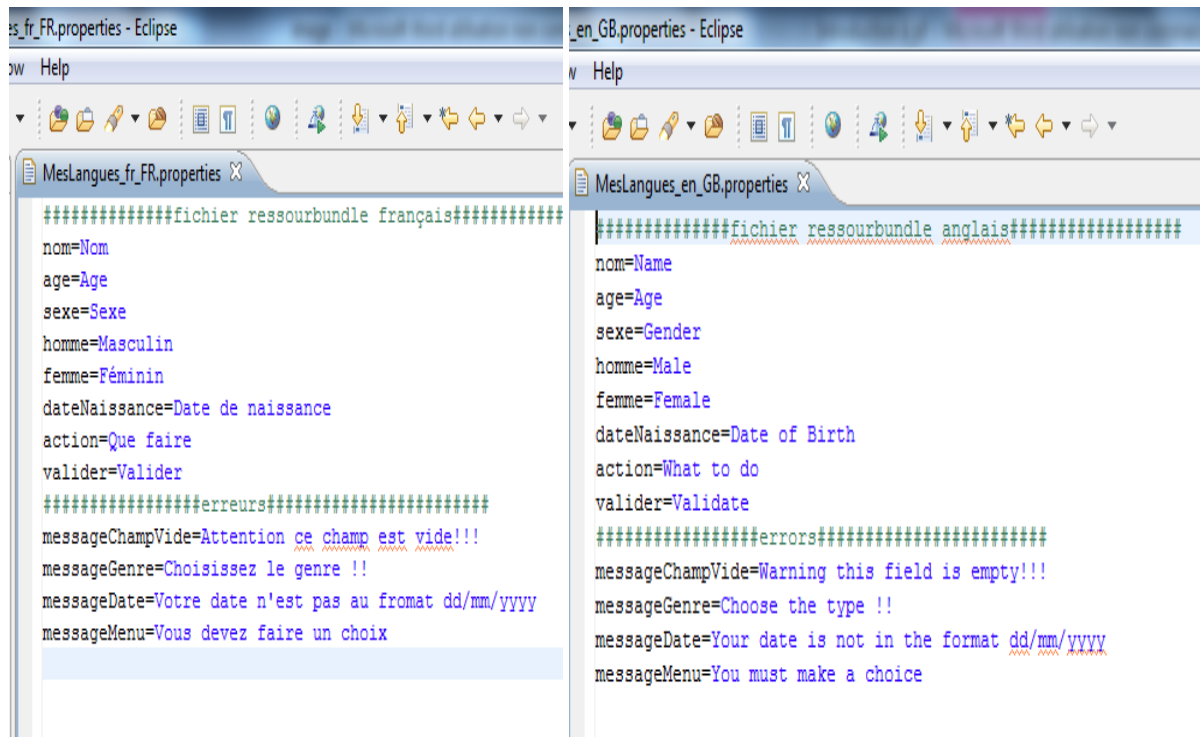 es_fr_FR.properties - Eclipse
ow Help
MesLangues_fr_FR.properties
##############fichier ressourbundle français############
nom=Nom
age=Age
sexe=Sexe
homme=Masculin
femme=Féminin
dateNaissance=Date de naissance
action=Que faire
valider=Valider
#################erreurs########################
messageChampVide=Attention ce champ est vide!!!
messageGenre=Choisissez le genre !!
messageDate=Votre date n'est pas au fromat dd/mm/yyyy
messageMenu=Vous devez faire un choix
s_en_GB.properties - Eclipse
w Help
MesLangues_en_GB.properties
##############fichier ressourbundle anglais##################
nom=Name
age=Age
sexe=Gender
homme=Male
femme=Female
dateNaissance=Date of Birth
action=What to do
valider=Validate
#################errors########################
messageChampVide=Warning this field is empty!!!
messageGenre=Choose the type !!
messageDate=Your date is not in the format dd/mm/yyyy
messageMenu=You must make a choice